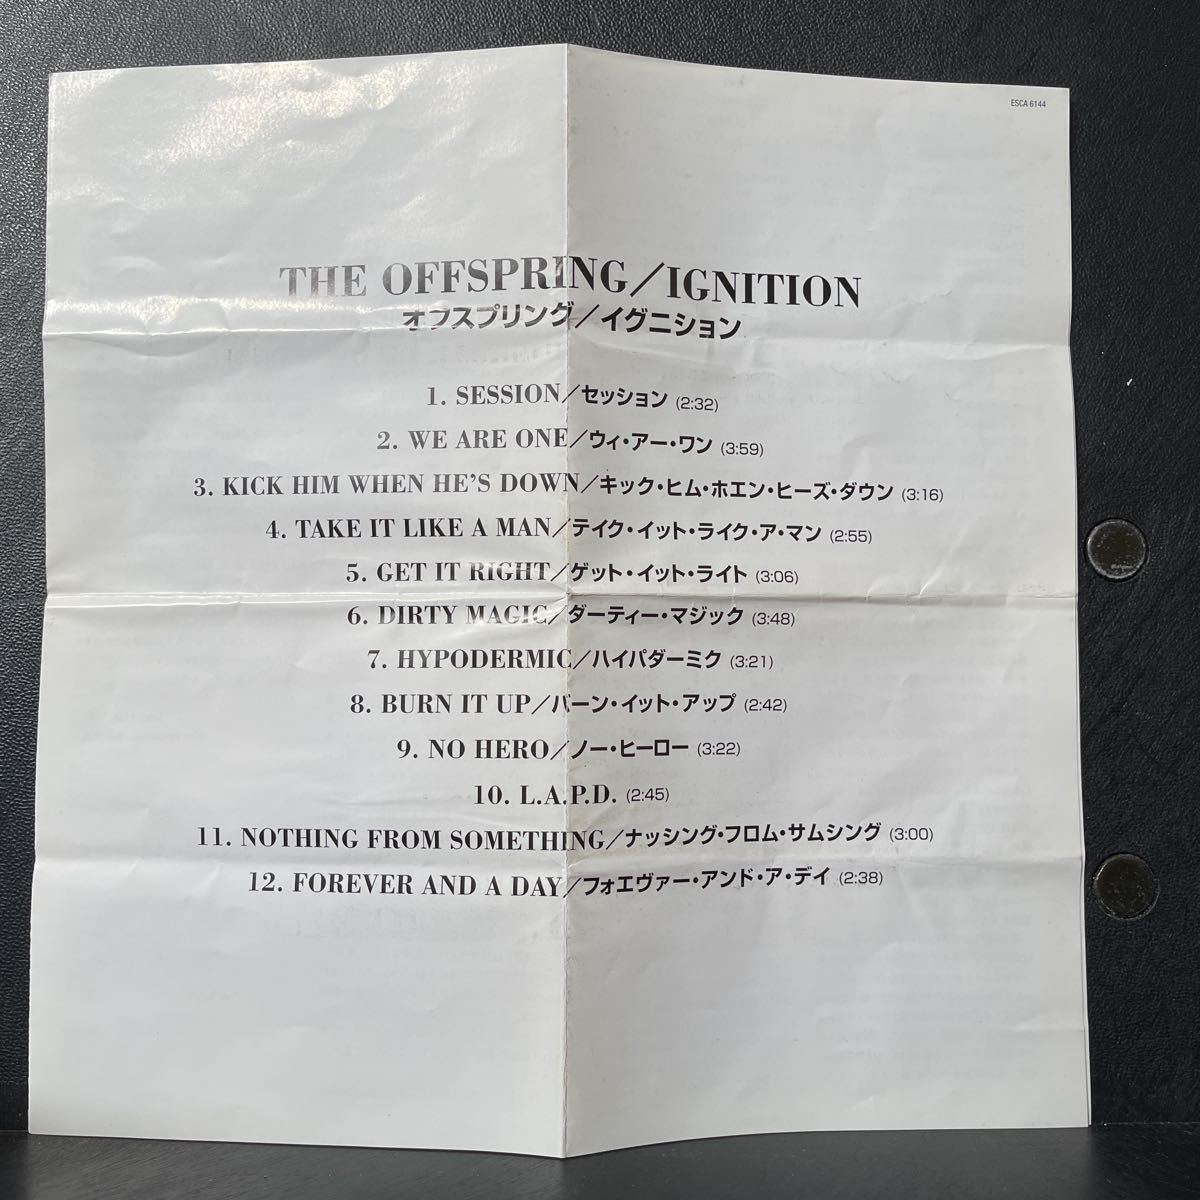 ESCA 6144
THE OFFSPRING/IGNITION
オフスプリング/イグニション
1. SESSION/セッション (2:32)
2. WE ARE ONE/ウィ・アー・ワン (3:59)
3. KICK HIM WHEN HE'S DOWN/キック・ヒム・ホエン・ヒーズ・ダウン (3:16)
4. TAKE IT LIKE A MAN/テイク・イット・ライク・ア・マン (2:55)
5. GET IT RIGHT/ゲット・イット・ライト (3:06)
6. DIRTY MAGIC/ダーティー・マジック (3:48)
7. HYPODERMIC/ハイパダーミク (3:21)
8. BURN IT UP/バーン・イット・アップ (2:42)
9. NO HERO/ノー・ヒーロー (3:22)
10. L.A.P.D. (2:45)
11. NOTHING FROM SOMETHING/ナッシング・フロム・サムシング (3:00)
12. FOREVER AND A DAY/フォエヴァー・アンド・ア・デイ (2:38)